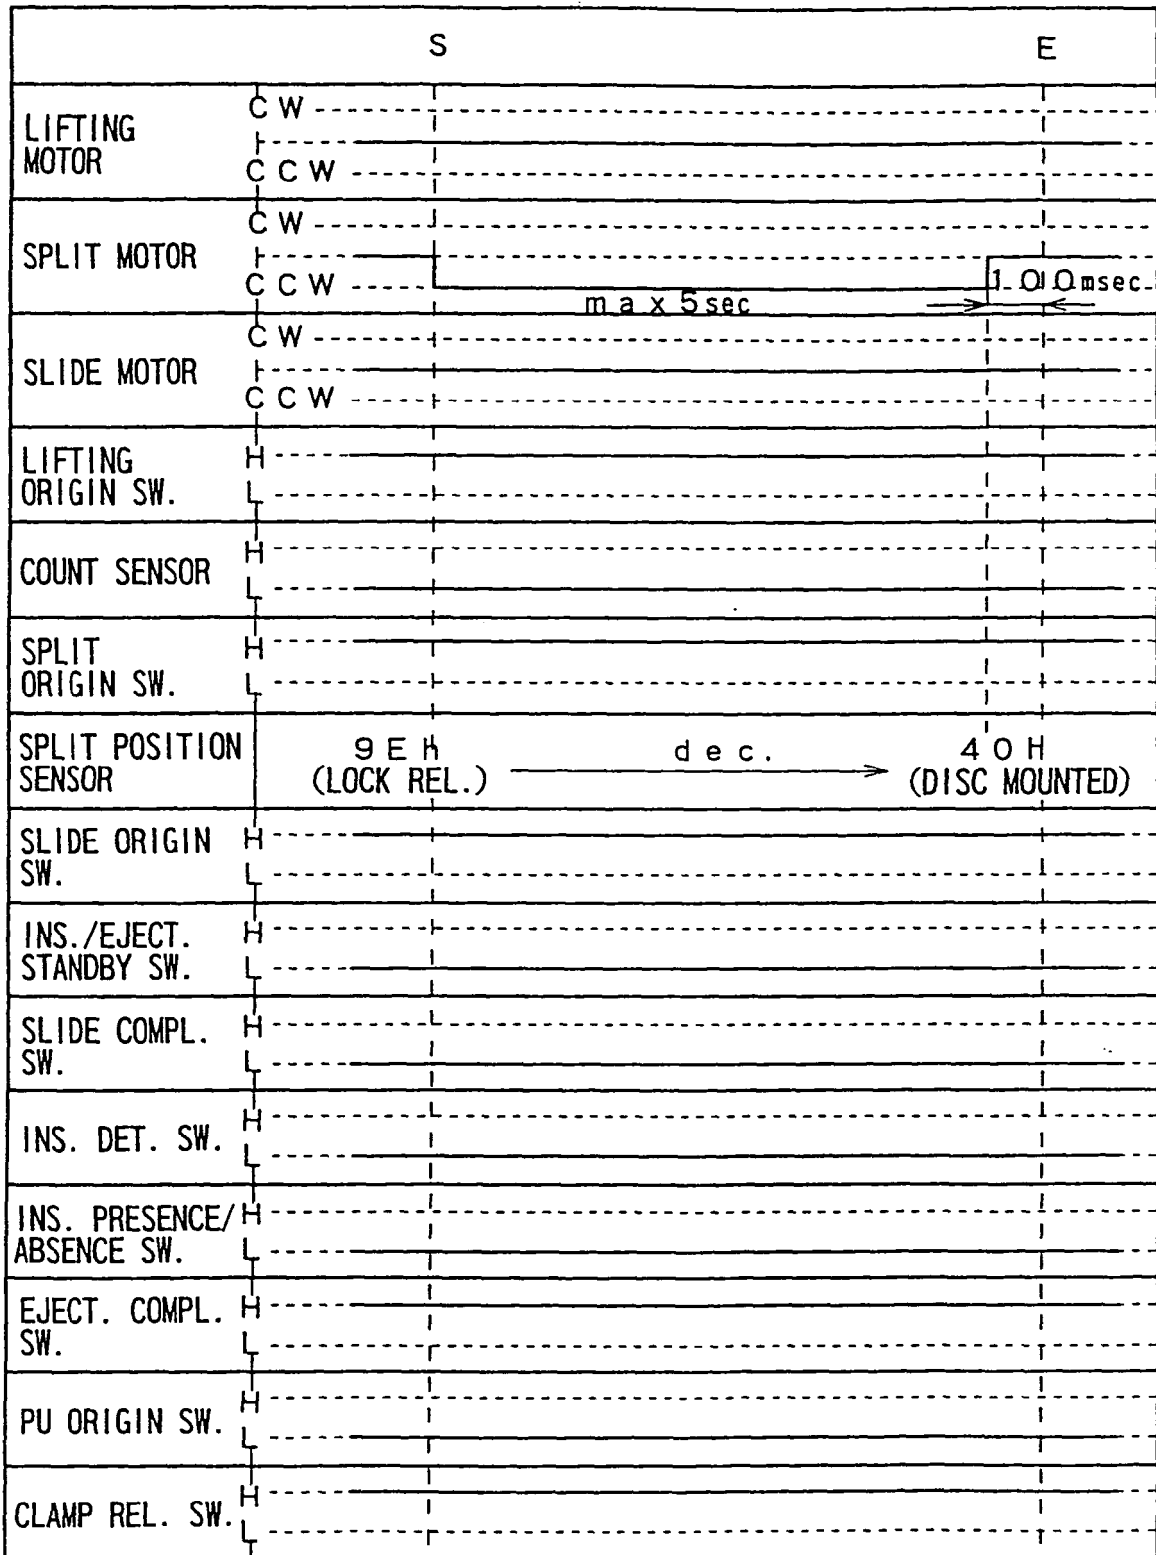 S E
LIFTING MOTOR
CW
CCW
SPLIT MOTOR
CW
CCW
max 5sec
100msec
SLIDE MOTOR
CW
CCW
LIFTING ORIGIN SW.
H
L
COUNT SENSOR
H
L
SPLIT ORIGIN SW.
H
L
SPLIT POSITION SENSOR
9Eh
(LOCK REL.)
dec.
40H
(DISC MOUNTED)
SLIDE ORIGIN SW.
H
L
INS./EJECT. STANDBY SW.
H
L
SLIDE COMPL. SW.
H
L
INS. DET. SW.
H
L
INS. PRESENCE/ ABSENCE SW.
H
L
EJECT. COMPL. SW.
H
L
PU ORIGIN SW.
H
L
CLAMP REL. SW.
H
L